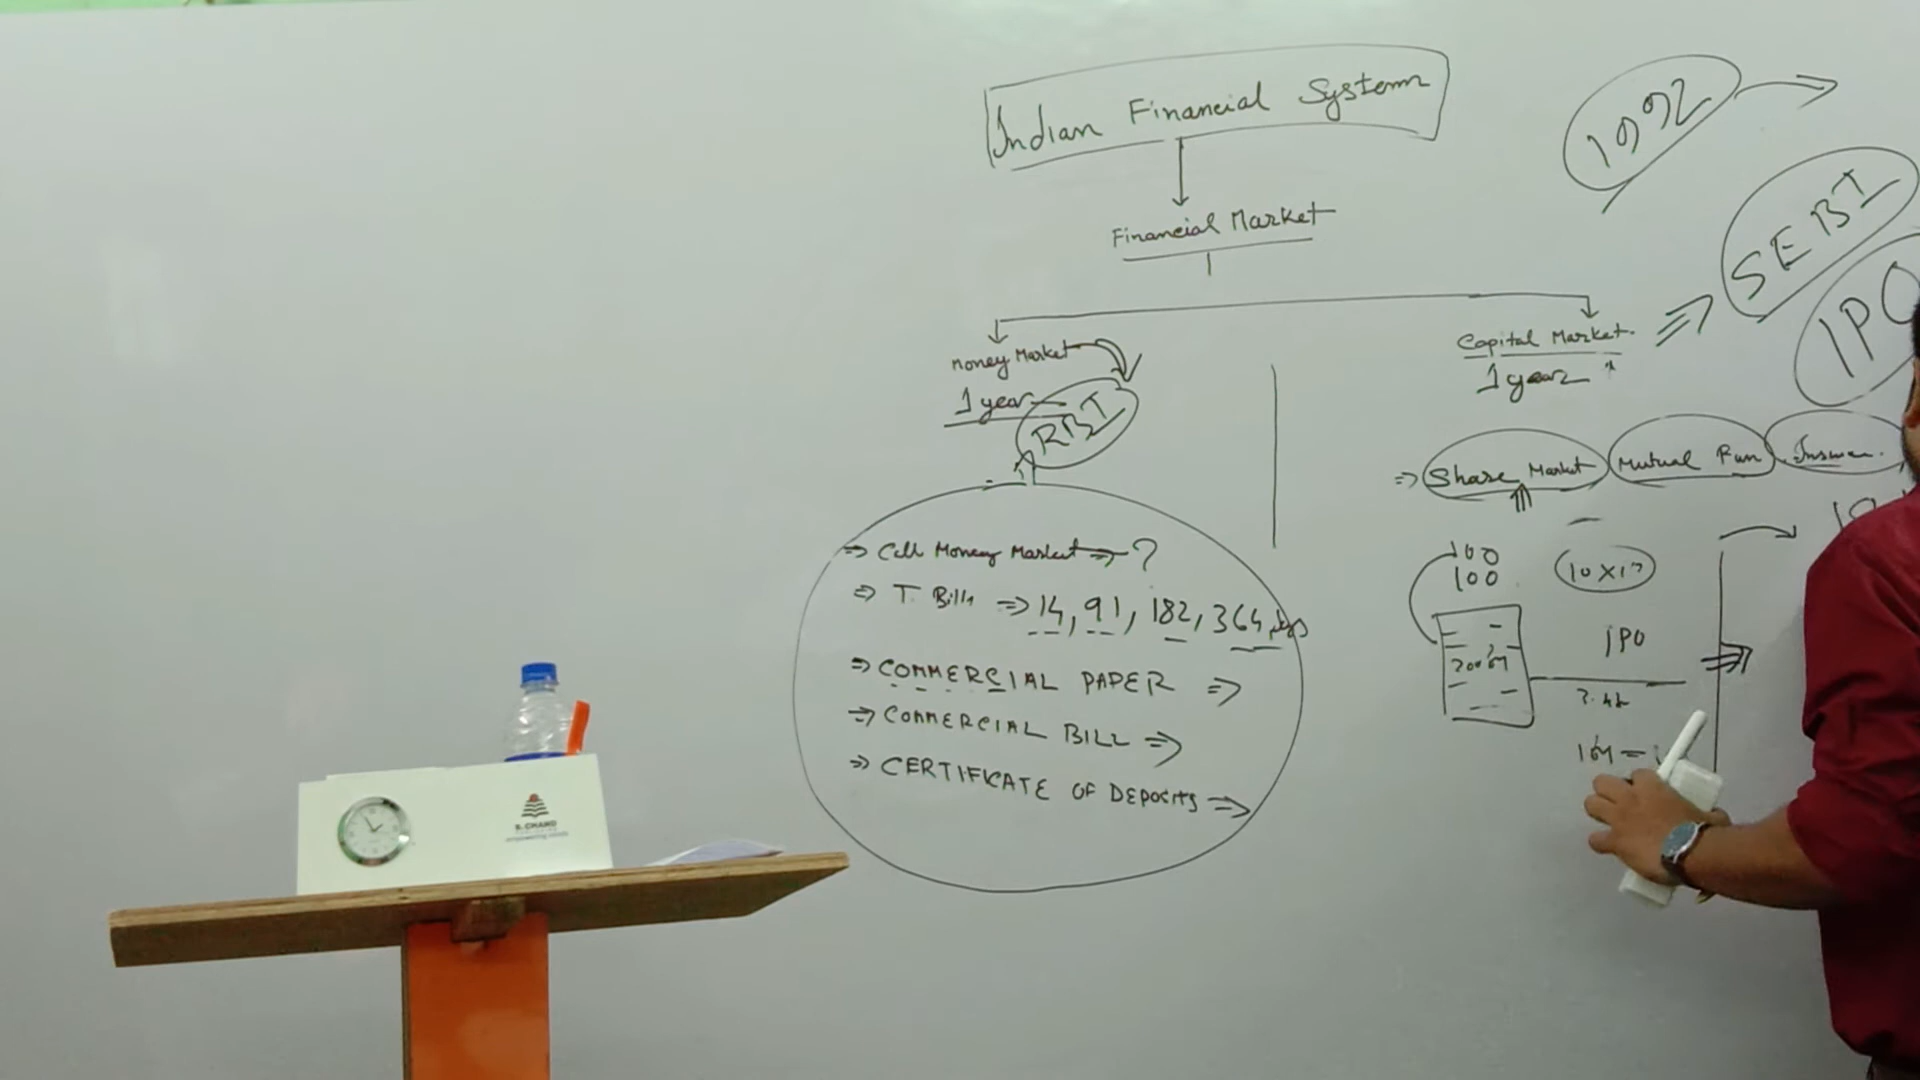 Indian Financial System
1992
SEBI
IPO
Financial Market
Money Market
1 year
RBI
Capital Market.
1 year
⇒ Share Market Mutual Fun
⇒ Call Money Market ⇒ ?
⇒ T. Bills ⇒ 14, 91, 182, 364 days
⇒ COMMERCIAL PAPER ⇒
⇒ COMMERCIAL BILL ⇒
⇒ CERTIFICATE OF DEPOSITS ⇒
100
100
IPO
S. CHAND